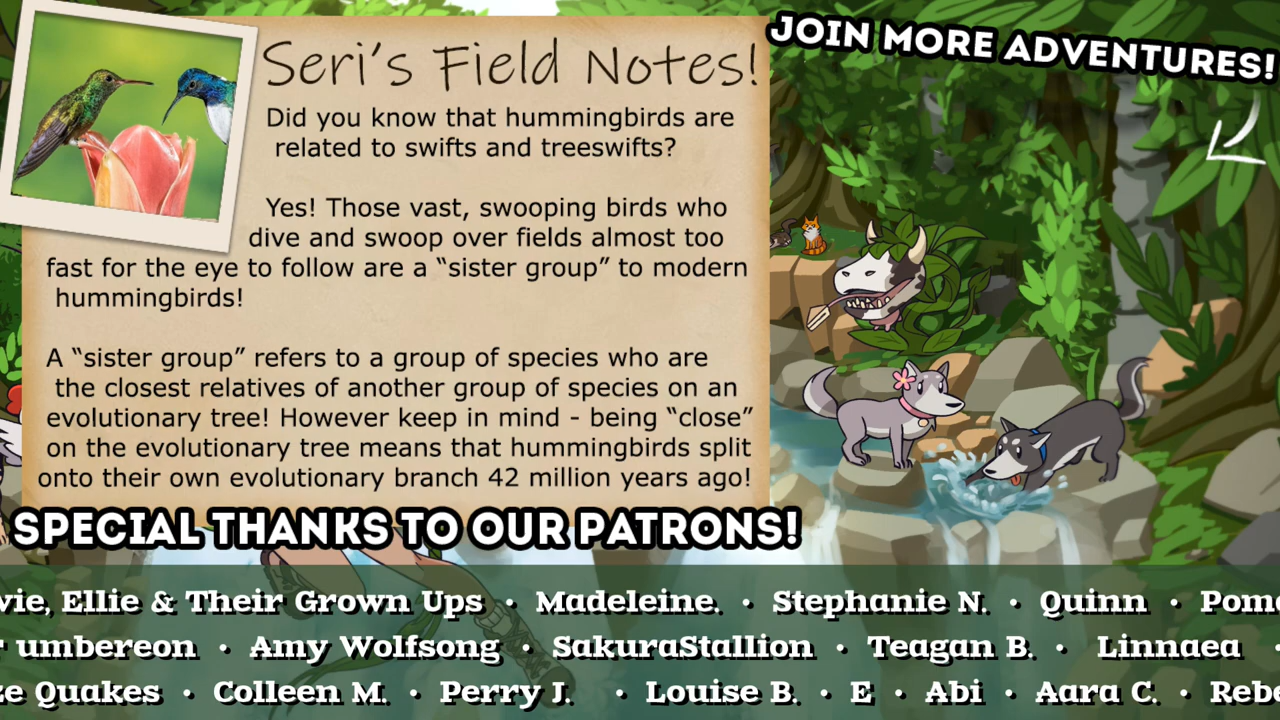 Seri's Field Notes!
JOIN MORE ADVENTURES!
Did you know that hummingbirds are
related to swifts and treeswifts?
Yes! Those vast, swooping birds who
dive and swoop over fields almost too
fast for the eye to follow are a “sister group” to modern
hummingbirds!
A “sister group” refers to a group of species who are
the closest relatives of another group of species on an
evolutionary tree! However keep in mind - being “close”
on the evolutionary tree means that hummingbirds split
onto their own evolutionary branch 42 million years ago!
SPECIAL THANKS TO OUR PATRONS!
Ellie & Their Grown Ups • Madeleine. • Stephanie N. • Quinn •
umbereon • Amy Wolfsong • SakuraStallion • Teagan B. • Linnaea •
Quakes • Colleen M. • Perry J. • Louise B. • E • Abi • Aara C. •